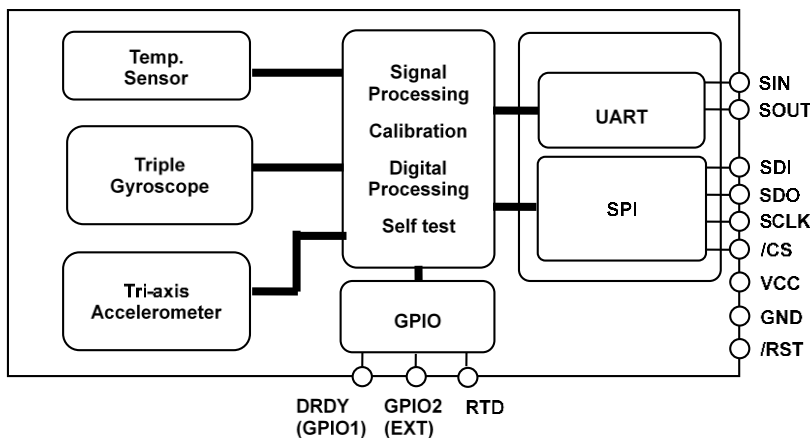 Temp.
Sensor
Triple
Gyroscope
Tri-axis
Accelerometer
Signal
Processing
Calibration
Digital
Processing
Self test
GPIO
UART
SPI
SIN
SOUT
SDI
SDO
SCLK
/CS
VCC
GND
/RST
DRDY
(GPIO1)
GPIO2
(EXT)
RTD